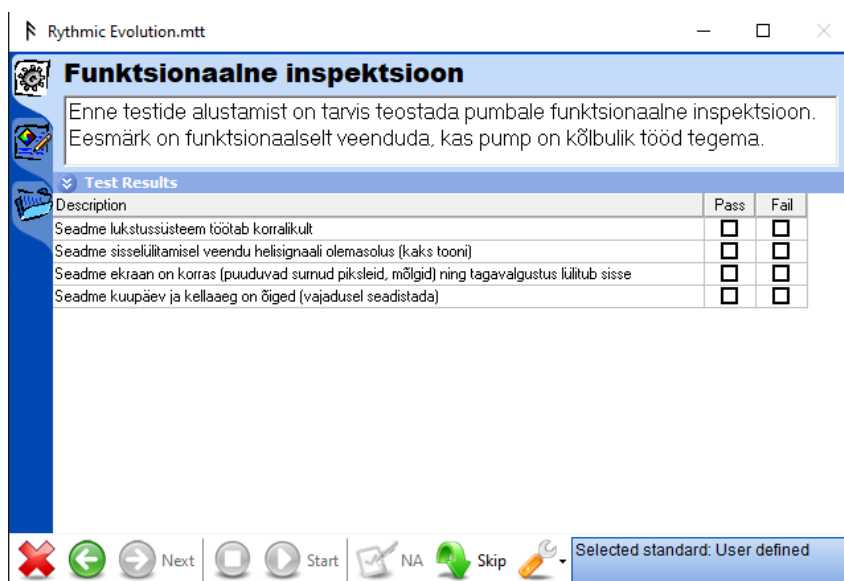 Rythmic Evolution.mtt
Funktsionaalne inspektsioon
Enne testide alustamist on tarvis teostada pumbale funktsionaalne inspektsioon.
Eesmärk on funktsionaalselt veenduda, kas pump on kõlbulik tööd tegema.
Test Results
Description Pass Fail
Seadme lukstussüsteem töötab korralikult
Seadme sisselülitamisel veendu helisignaali olemasolus (kaks tooni)
Seadme ekraan on korras (puuduvad surnud piksleid, mõlgid) ning tagavalgustus lülitub sisse
Seadme kuupäev ja kellaaeg on õiged (vajadusel seadistada)
Next Start NA Skip Selected standard: User defined